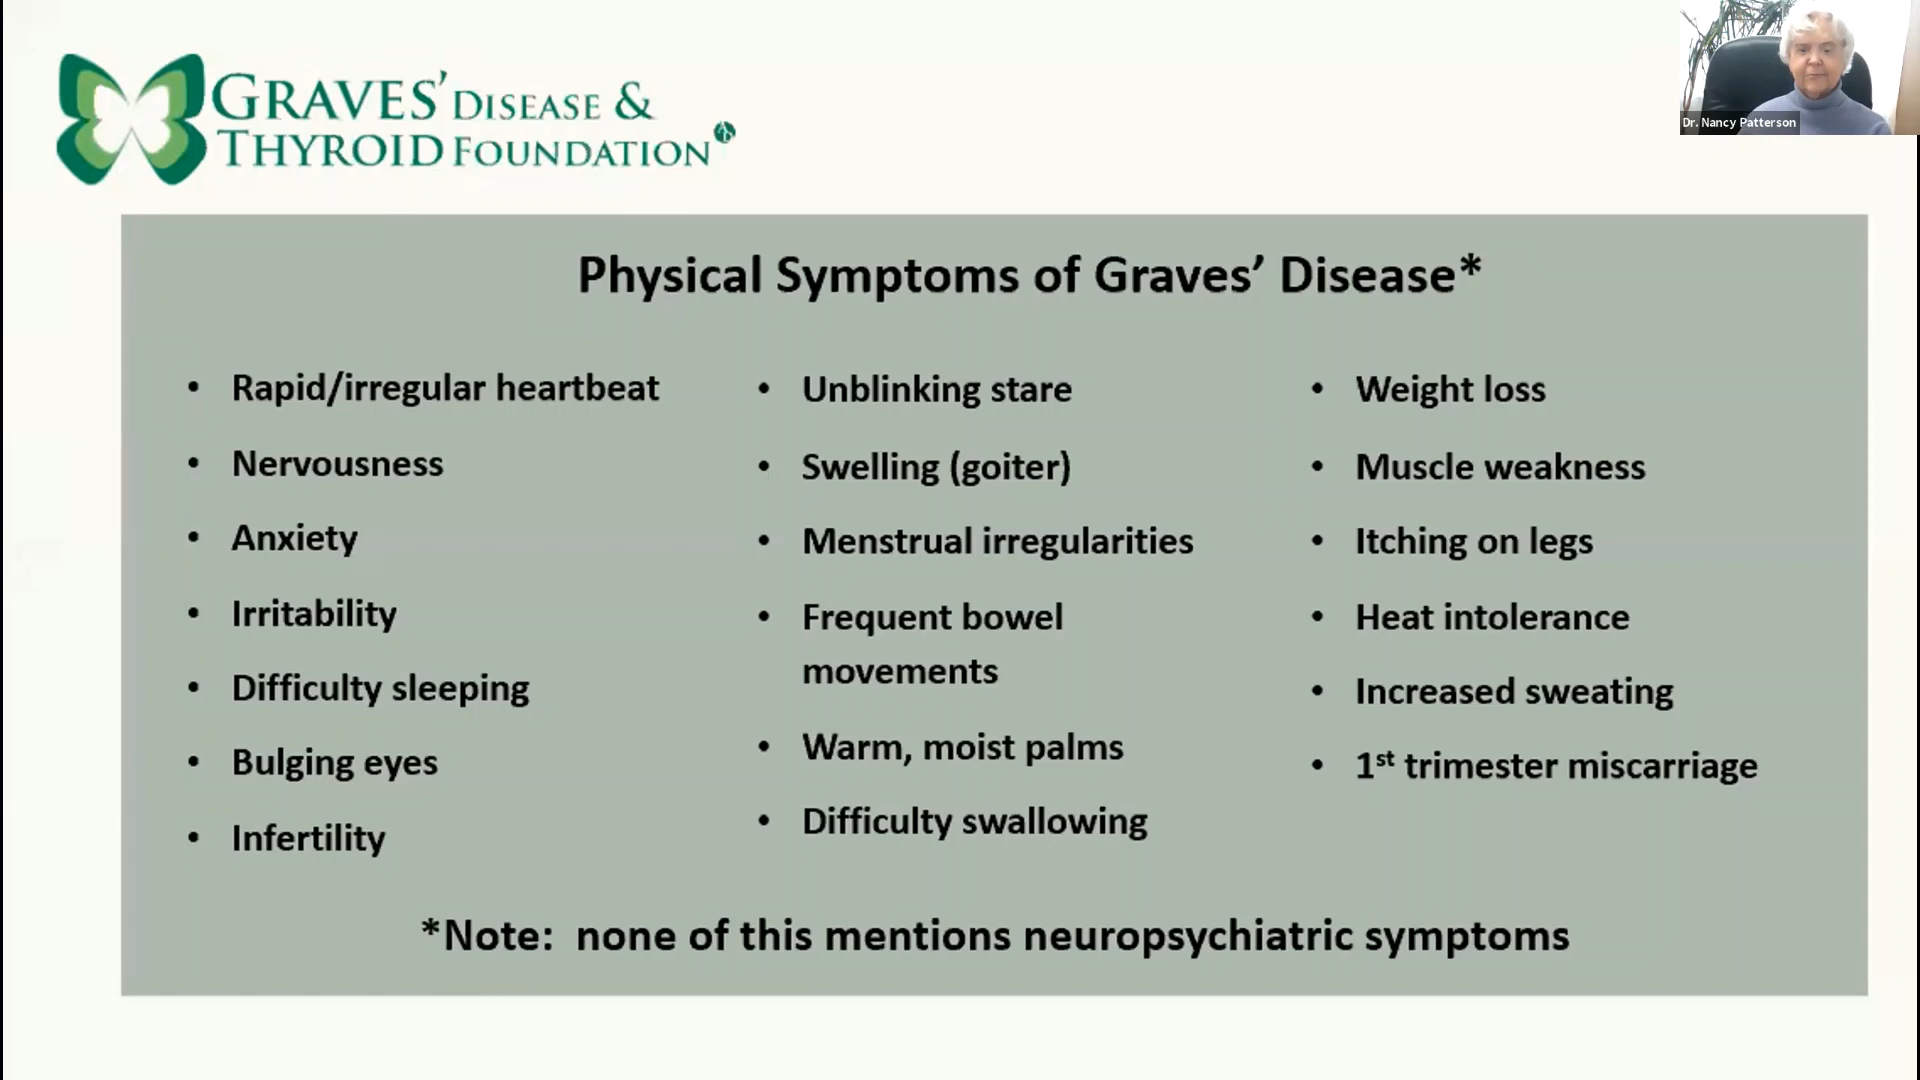 GRAVES' DISEASE &
THYROID FOUNDATION
Dr. Nancy Patterson
Physical Symptoms of Graves’ Disease*
• Rapid/irregular heartbeat
• Nervousness
• Anxiety
• Irritability
• Difficulty sleeping
• Bulging eyes
• Infertility
• Unblinking stare
• Swelling (goiter)
• Menstrual irregularities
• Frequent bowel
movements
• Warm, moist palms
• Difficulty swallowing
• Weight loss
• Muscle weakness
• Itching on legs
• Heat intolerance
• Increased sweating
• 1st trimester miscarriage
*Note: none of this mentions neuropsychiatric symptoms